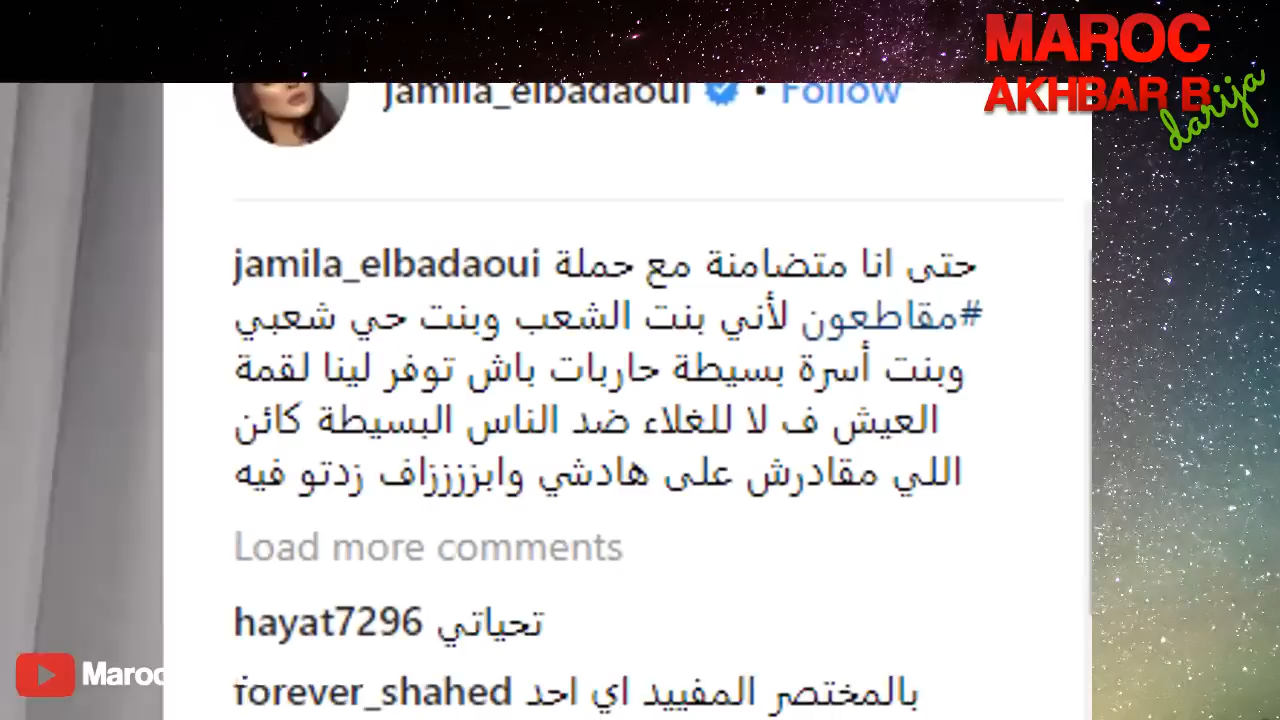 MAROC
AKHBAR B.
darija
jamila_elbadaoui • Follow
jamila_elbadaoui حتى انا متضامنة مع حملة
#مقاطعون لأني بنت الشعب وبنت حي شعبي
وبنت أسرة بسيطة حاربات باش توفر لينا لقمة
العيش ف لا للغلاء ضد الناس البسيطة كائن
اللي مقادرش على هادشي وابزززاف زدتو فيه
Load more comments
hayat7296 تحياتي
forever_shahed بالمختصر المفييد اي احد
Maroc